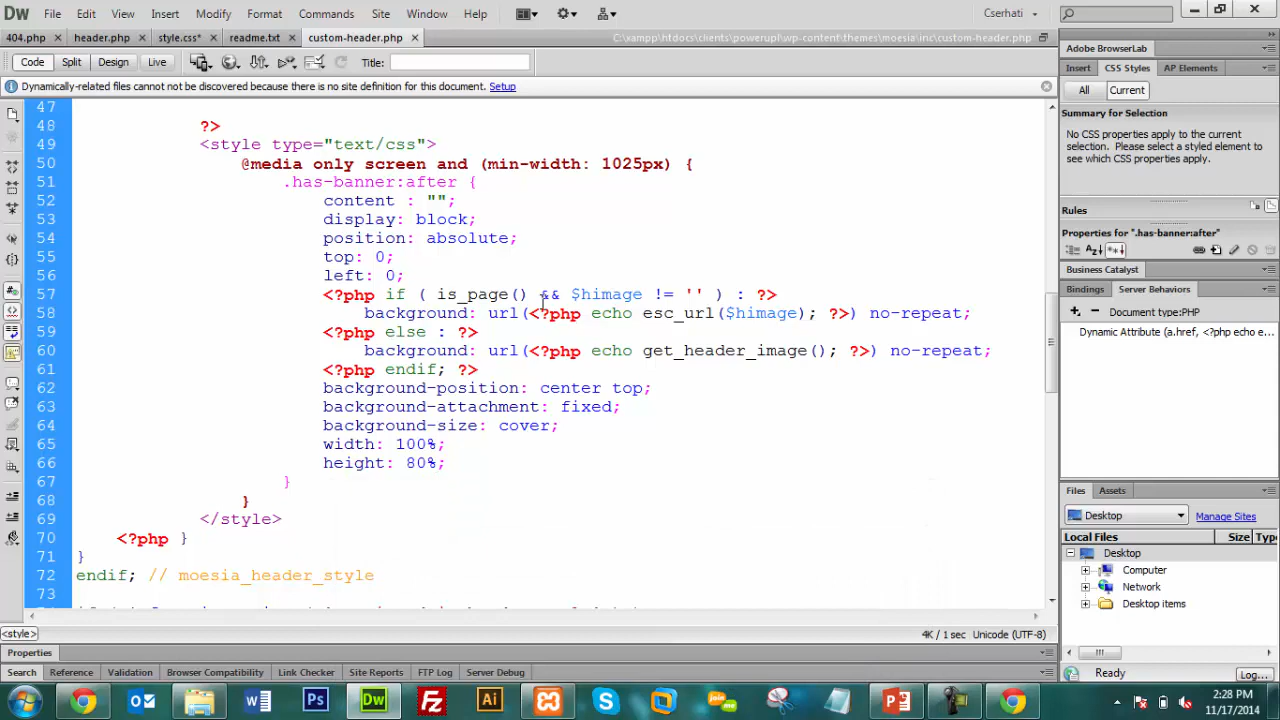 Dw File Edit View Insert Modify Format Commands Site Window Help Cserhati
404.php × header.php × style.css* × readme.txt × custom-header.php × C:\xampp\htdocs\clients\powerupl\wp-content\themes\moesia\inc\custom-header.php
Code Split Design Live Title:
Dynamically-related files cannot not be discovered because there is no site definition for this document. Setup
47
48 ?>
49 <style type="text/css">
50 @media only screen and (min-width: 1025px) {
51 .has-banner:after {
52 content : "";
53 display: block;
54 position: absolute;
55 top: 0;
56 left: 0;
57 <?php if ( is_page() && $himage != '' ) : ?>
58 background: url(<?php echo esc_url($himage); ?>) no-repeat;
59 <?php else : ?>
60 background: url(<?php echo get_header_image(); ?>) no-repeat;
61 <?php endif; ?>
62 background-position: center top;
63 background-attachment: fixed;
64 background-size: cover;
65 width: 100%;
66 height: 80%;
67 }
68 }
69 </style>
70 <?php }
71 }
72 endif; // moesia_header_style
73
<style> 4K / 1 sec Unicode (UTF-8)
Properties
Search Reference Validation Browser Compatibility Link Checker Site Reports FTP Log Server Debug
Adobe BrowserLab
Insert CSS Styles AP Elements
All Current
Summary for Selection
No CSS properties apply to the current
selection. Please select a styled element
to see which CSS properties apply.
Rules
Properties for ".has-banner:after"
Business Catalyst
Bindings Server Behaviors
Document type:PHP
Dynamic Attribute (a.href, <?php echo e...
Files Assets
Desktop Manage Sites
Local Files Size Type
Desktop
Computer
Network
Desktop items
Ready Log...
Ps Dw Fz Ai join me
2:28 PM
11/17/2014